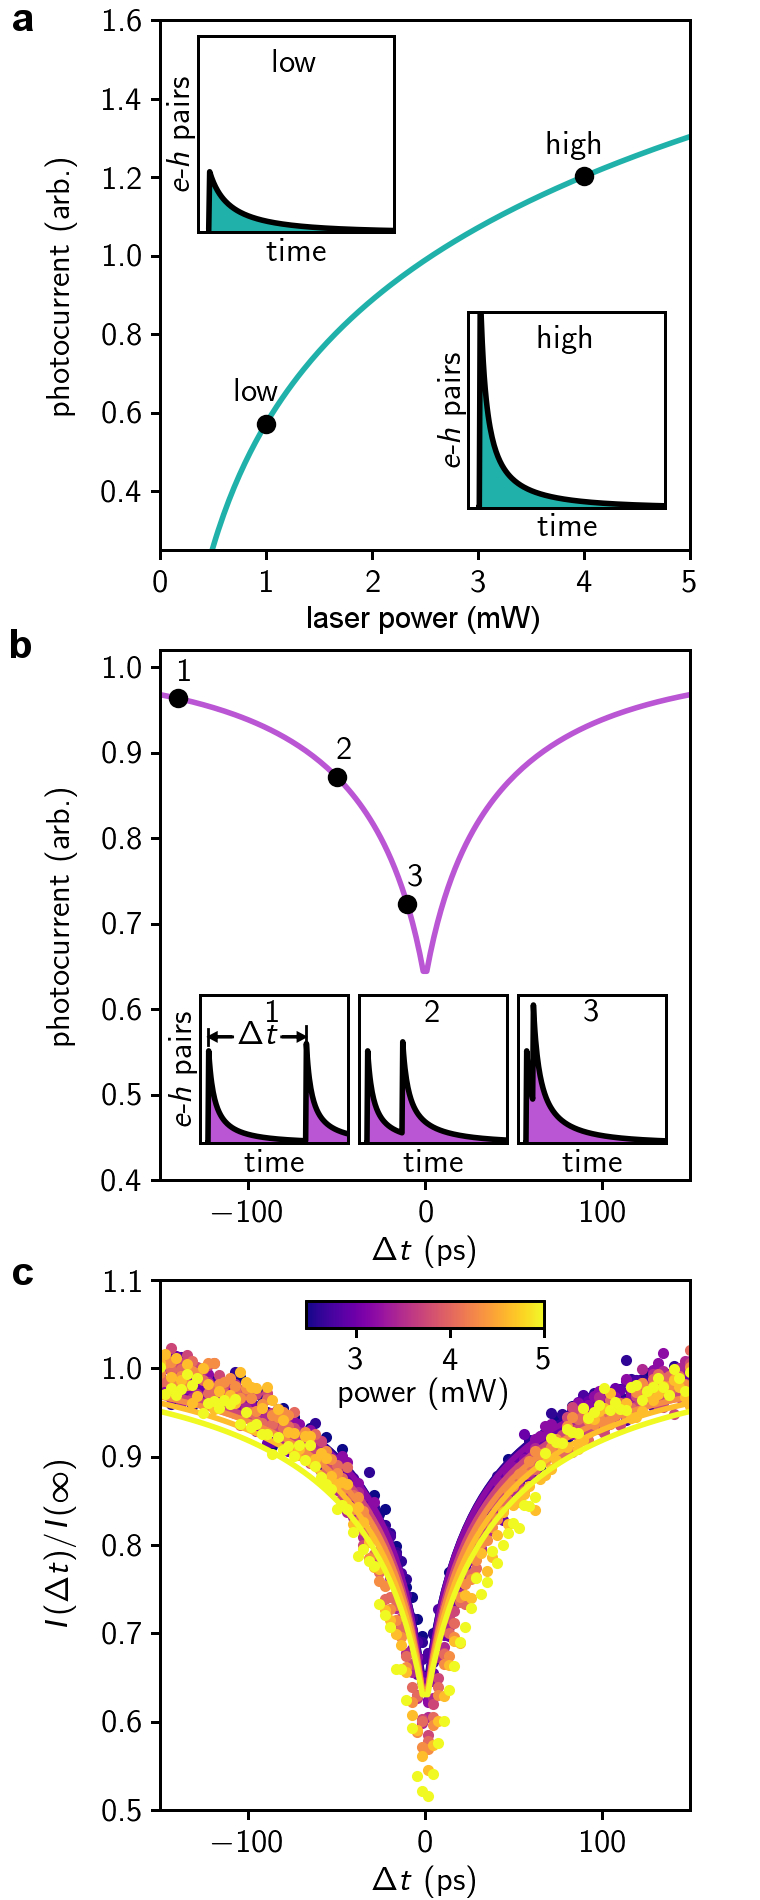 a
1.6
1.4
1.2
1.0
0.8
0.6
0.4
photocurrent (arb.)
low
e-h pairs
time
high
low
high
e-h pairs
time
0 1 2 3 4 5
laser power (mW)
b
1.0
0.9
0.8
0.7
0.6
0.5
0.4
photocurrent (arb.)
1
2
3
1
Δt
e-h pairs
time
2
time
3
time
−100 0 100
Δt (ps)
c
1.1
1.0
0.9
0.8
0.7
0.6
0.5
I(Δt)/I(∞)
3 4 5
power (mW)
−100 0 100
Δt (ps)